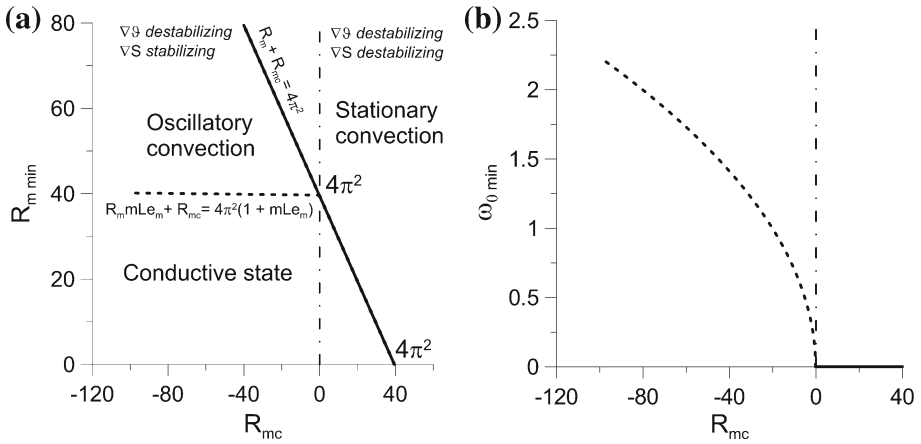 (a)
80
60
40
20
0
-120
-80
-40
0
40
R_m min
R_mc
∇ϑ destabilizing
∇S stabilizing
∇ϑ destabilizing
∇S destabilizing
R_m + R_mc = 4π²
Oscillatory
convection
Stationary
convection
4π²
R_m mLe_m + R_mc = 4π²(1 + mLe_m)
Conductive state
4π²
(b)
2.5
2
1.5
1
0.5
0
-120
-80
-40
0
40
ω_0 min
R_mc